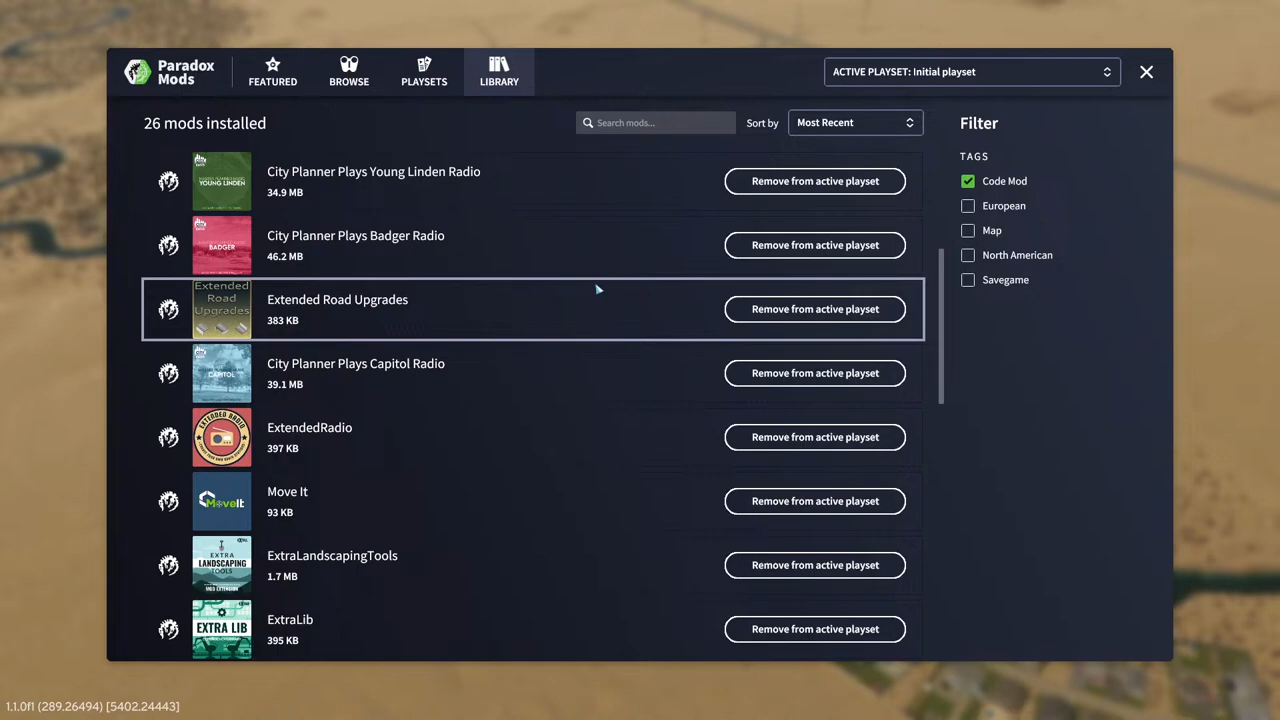 Paradox
Mods
FEATURED
BROWSE
PLAYSETS
LIBRARY
ACTIVE PLAYSET: Initial playset
26 mods installed
Search mods...
Sort by
Most Recent
Filter
TAGS
Code Mod
European
Map
North American
Savegame
YOUNG LINDEN
City Planner Plays Young Linden Radio
34.9 MB
Remove from active playset
BADGER
City Planner Plays Badger Radio
46.2 MB
Remove from active playset
Extended
Road
Upgrades
Extended Road Upgrades
383 KB
Remove from active playset
CAPITOL
City Planner Plays Capitol Radio
39.1 MB
Remove from active playset
EXTENDED RADIO
ExtendedRadio
397 KB
Remove from active playset
MoveIt
Move It
93 KB
Remove from active playset
EXTRA
LANDSCAPING
TOOLS
MOD EXTENSION
ExtraLandscapingTools
1.7 MB
Remove from active playset
EXTRA LIB
ExtraLib
395 KB
Remove from active playset
1.1.0f1 (289.26494) [5402.24443]